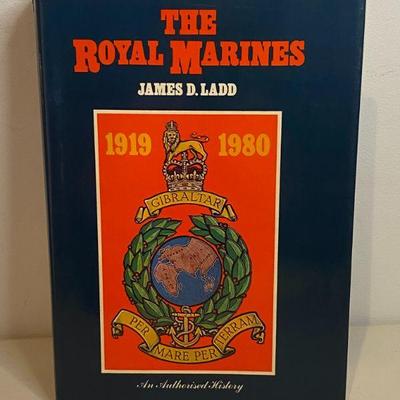 THE
ROYAL MARINES
JAMES D. LADD
1919 1980
GIBRALTAR
PER MARE PER TERRAM
An Authorised History